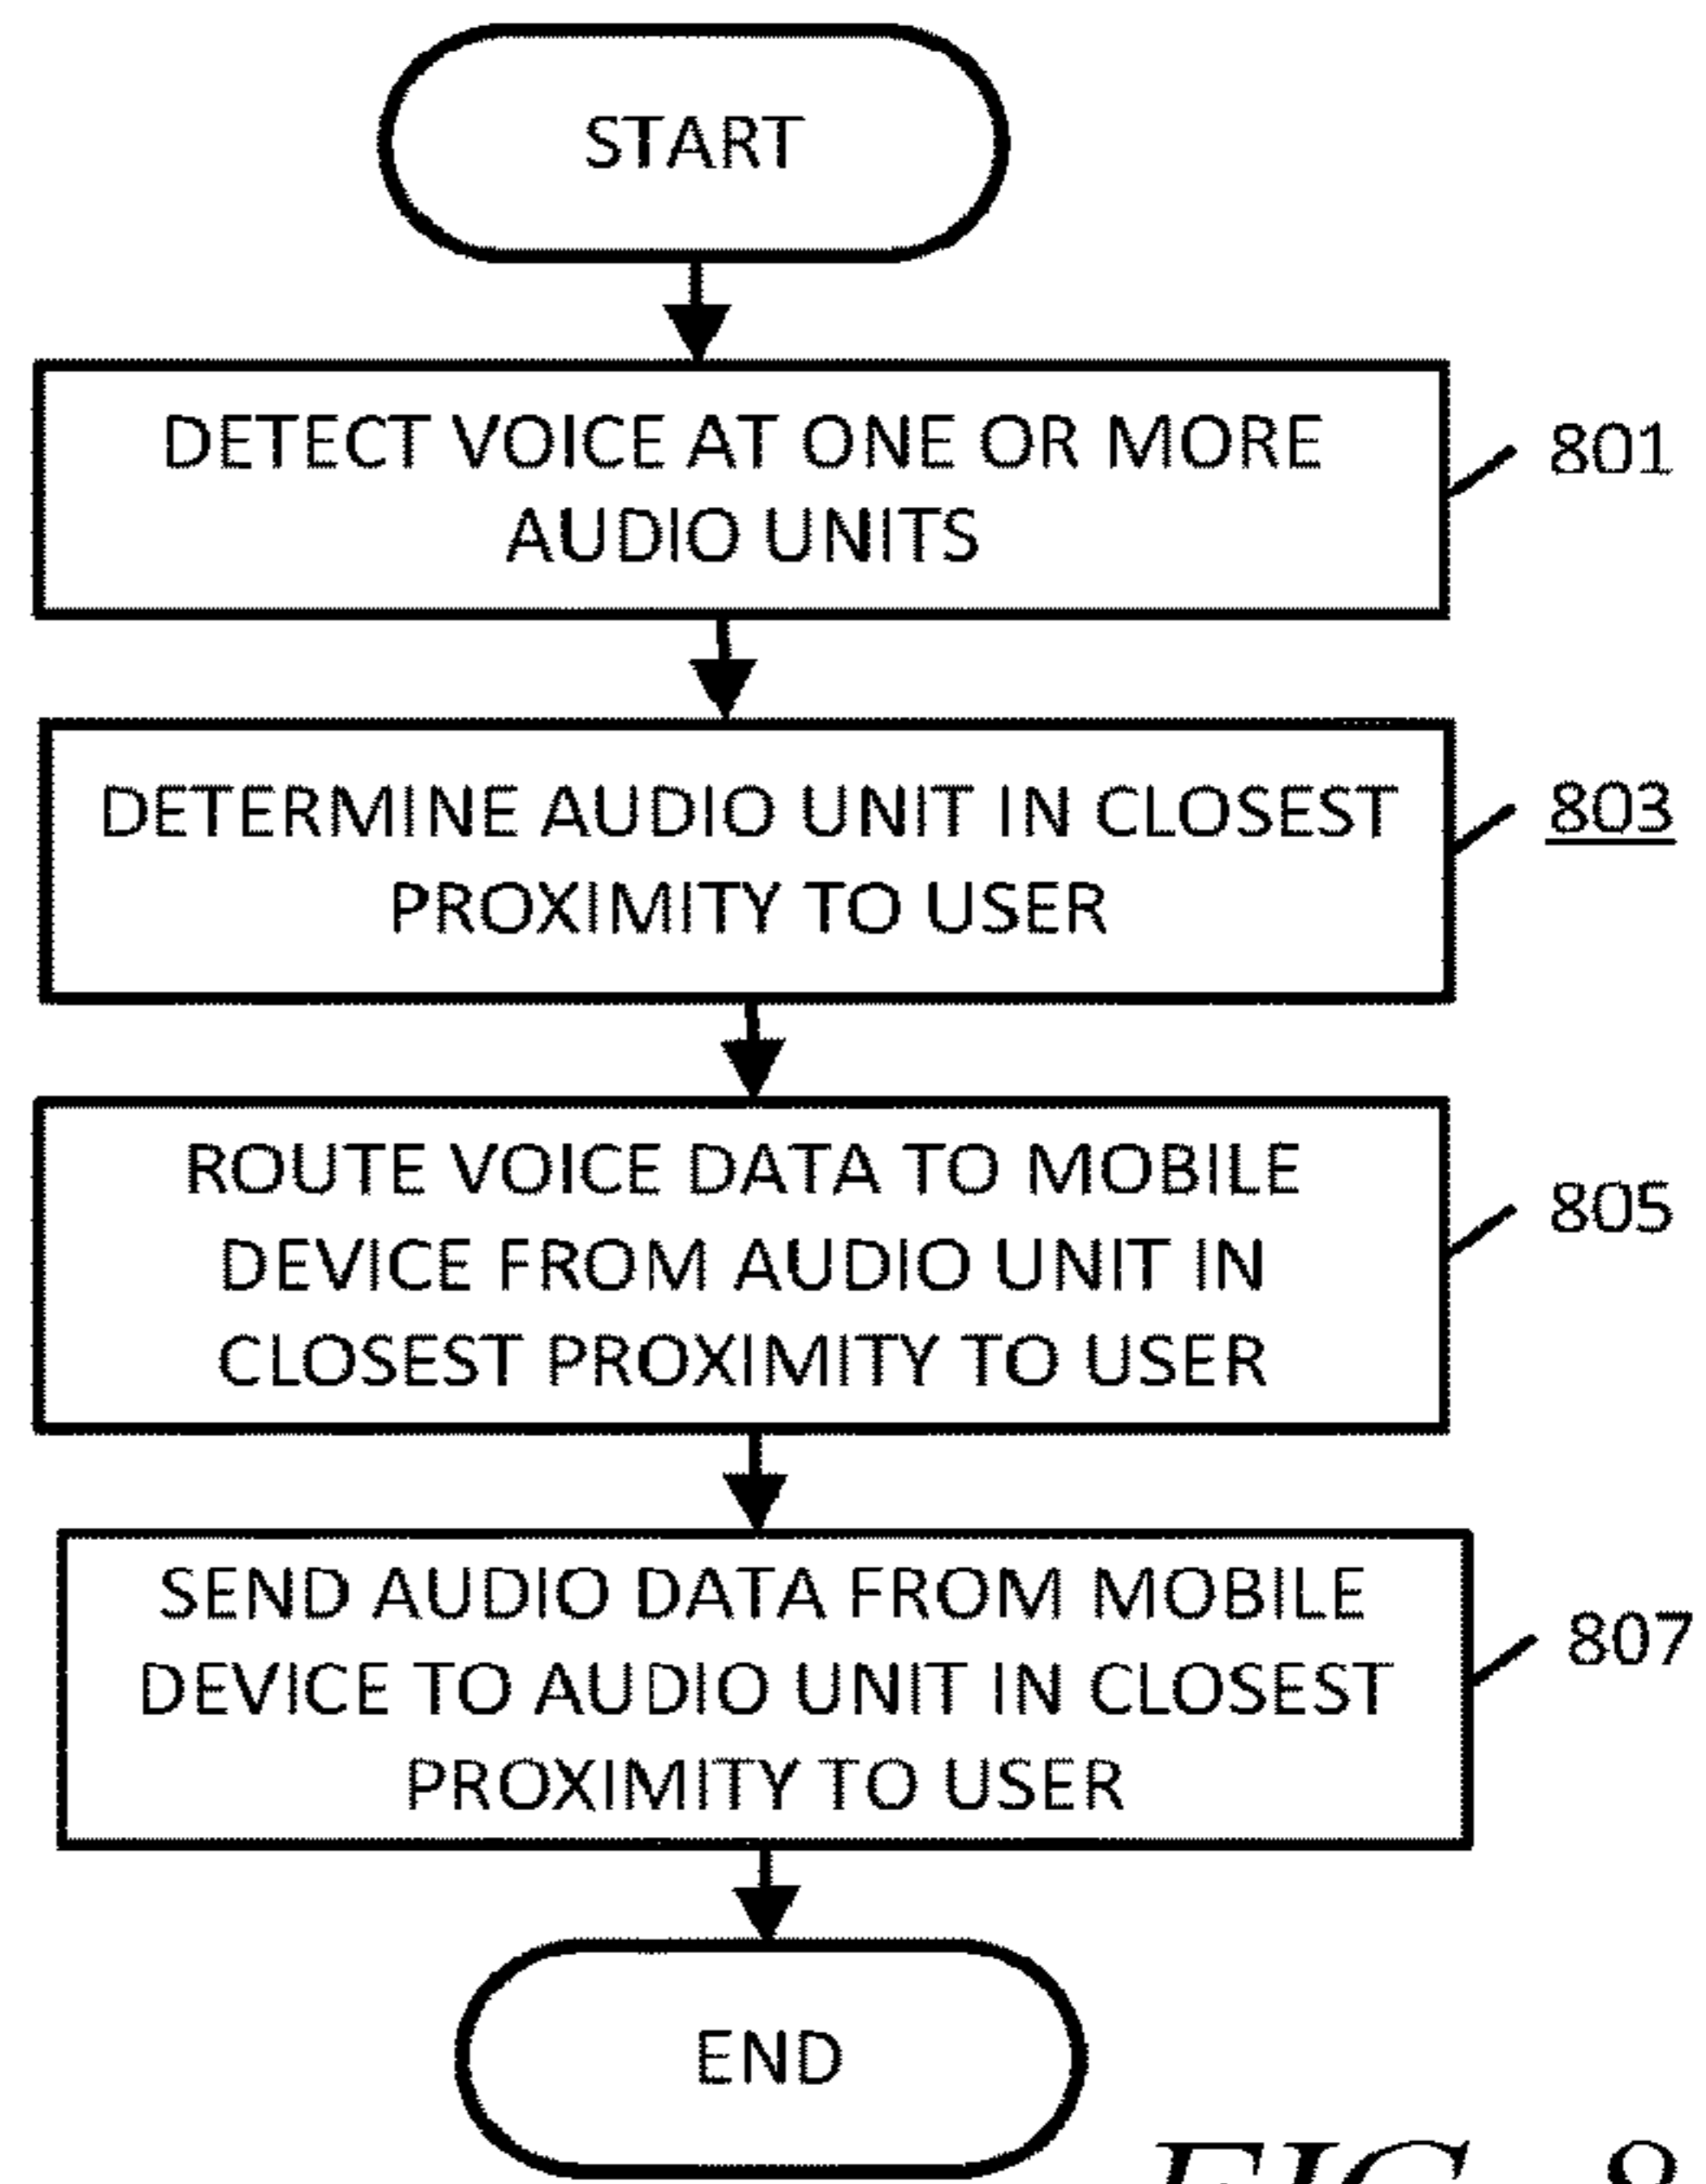 START
DETECT VOICE AT ONE OR MORE
AUDIO UNITS
801
DETERMINE AUDIO UNIT IN CLOSEST
PROXIMITY TO USER
803
ROUTE VOICE DATA TO MOBILE
DEVICE FROM AUDIO UNIT IN
CLOSEST PROXIMITY TO USER
805
SEND AUDIO DATA FROM MOBILE
DEVICE TO AUDIO UNIT IN CLOSEST
PROXIMITY TO USER
807
END
FIG. 8